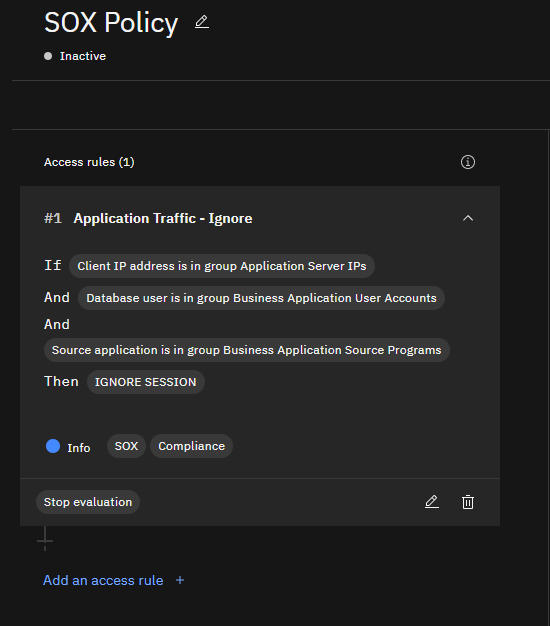 SOX Policy
Inactive
Access rules (1)
#1 Application Traffic - Ignore
If Client IP address is in group Application Server IPs
And Database user is in group Business Application User Accounts
And
Source application is in group Business Application Source Programs
Then IGNORE SESSION
Info SOX Compliance
Stop evaluation
Add an access rule +